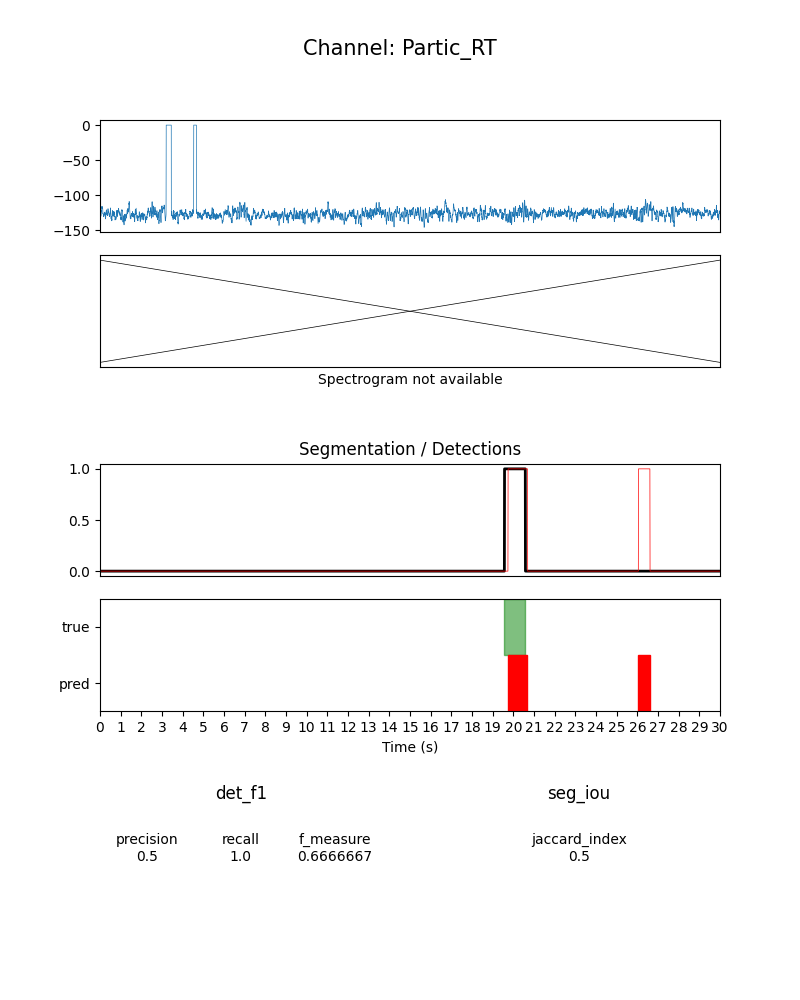 Channel: Partic_RT
0
−50
−100
−150
Spectrogram not available
Segmentation / Detections
1.0
0.5
0.0
true
pred
0 1 2 3 4 5 6 7 8 9 10 11 12 13 14 15 16 17 18 19 20 21 22 23 24 25 26 27 28 29 30
Time (s)
det_f1 seg_iou
precision recall f_measure jaccard_index
0.5 1.0 0.6666667 0.5